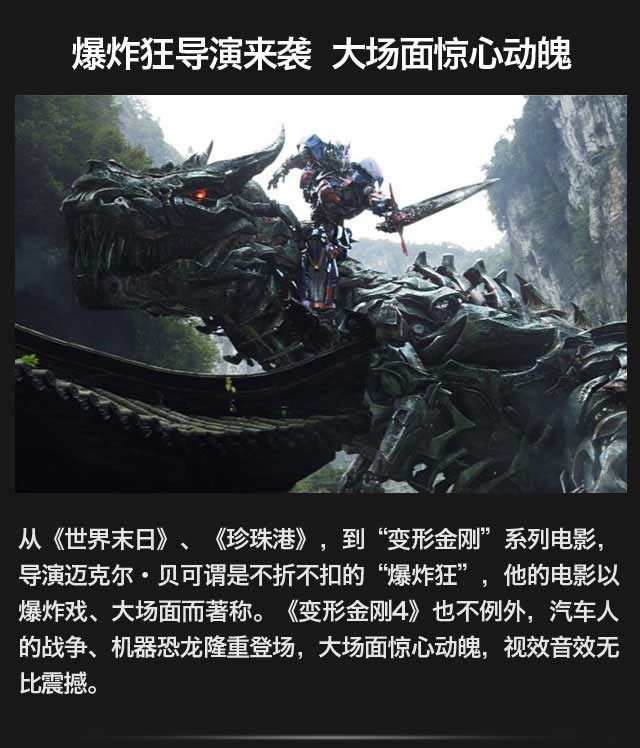 爆炸狂导演来袭 大场面惊心动魄
从《世界末日》、《珍珠港》，到“变形金刚”系列电影，
导演迈克尔·贝可谓是不折不扣的“爆炸狂”，他的电影以
爆炸戏、大场面而著称。《变形金刚4》也不例外，汽车人
的战争、机器恐龙隆重登场，大场面惊心动魄，视效音效无
比震撼。